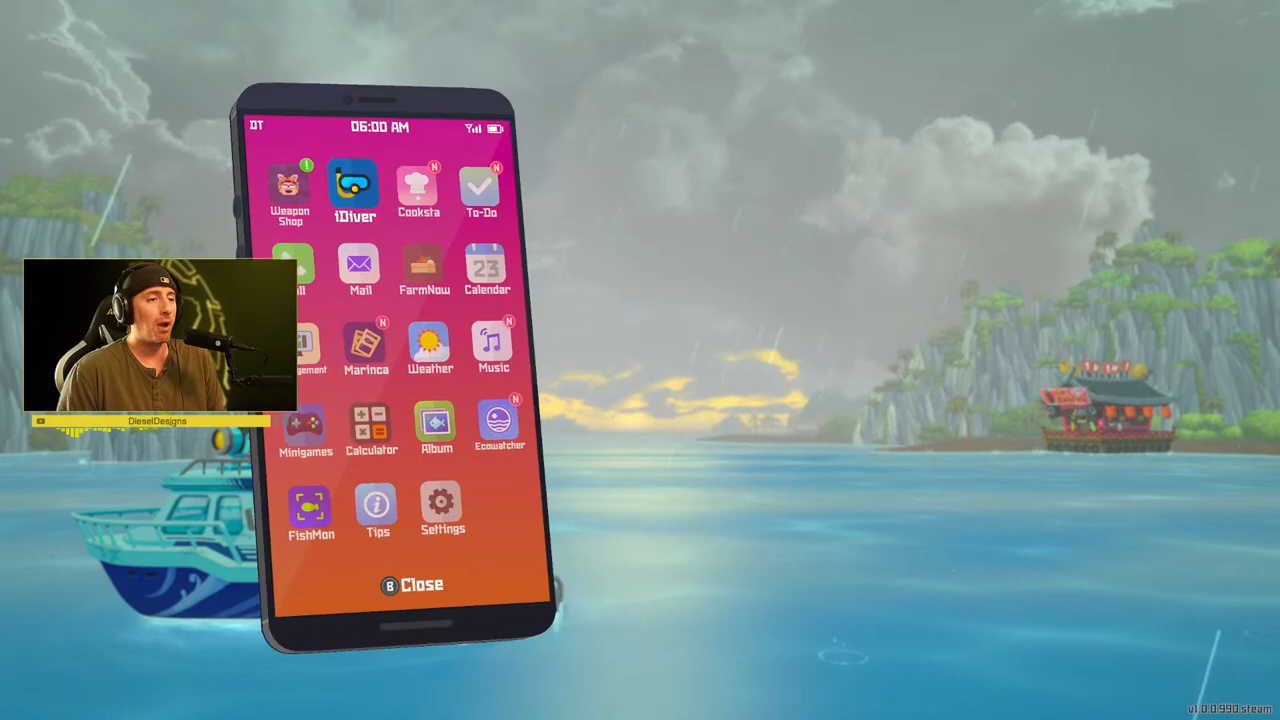 DT
06:00 AM
N
N
Weapon Shop
iDiver
Cooksta
To-Do
Mail
FarmNow
23
Calendar
N
N
Marinca
Weather
Music
N
Minigames
Calculator
Album
Ecowatcher
FishMon
Tips
Settings
B Close
DieselDesigns
v1.0.0.990.steam